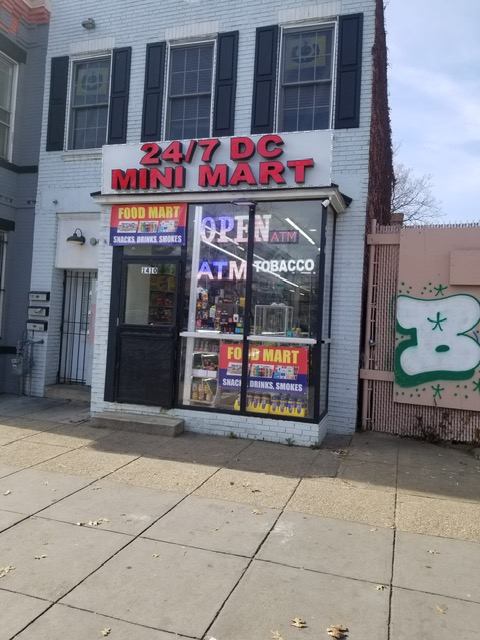 24/7 DC
MINI MART
FOOD MART
SNACKS, DRINKS, SMOKES
OPEN
ATM
ATM
TOBACCO
1410
FOOD MART
SNACKS, DRINKS, SMOKES
B